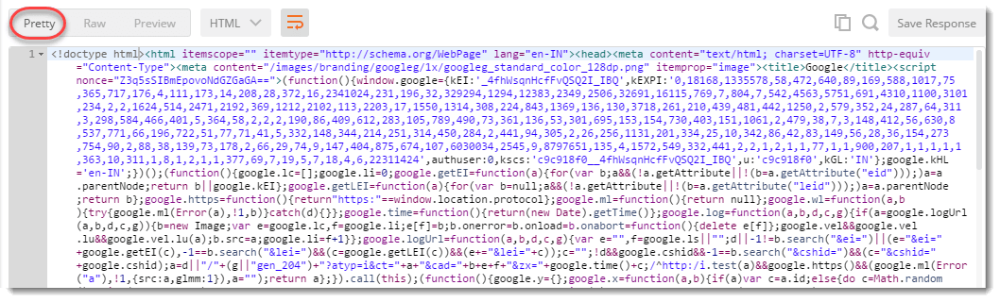 Pretty Raw Preview HTML Save Response
1 <!doctype html><html itemscope="" itemtype="http://schema.org/WebPage" lang="en-IN"><head><meta content="text/html; charset=UTF-8" http-equiv
="Content-Type"><meta content="/images/branding/googleg/1x/googleg_standard_color_128dp.png" itemprop="image"><title>Google</title><script
nonce="Z3q5sSIBmEpovoNdGZGaGA==">(function(){window.google={kEI:'_4fhWsqnHcfFvQSQ2I_IBQ',kEXPI:'0,18168,1335578,58,472,640,89,169,588,1017,75
,365,717,176,4,111,173,14,208,28,372,16,2341024,231,196,32,329294,1294,12383,2349,2506,32691,16115,769,7,804,7,542,4563,5751,691,4310,1100,3101
,234,2,2,1624,514,2471,2192,369,1212,2102,113,2203,17,1550,1314,308,224,843,1369,136,130,3718,261,210,439,481,442,1250,2,579,352,24,287,64,311
,3,298,584,466,401,5,364,58,2,2,2,190,86,409,612,283,105,789,490,73,361,136,53,301,695,153,154,730,403,151,1061,2,479,38,7,3,148,412,56,630,8
,537,771,66,196,722,51,77,71,41,5,332,148,344,214,251,314,450,284,2,441,94,305,2,26,256,1131,201,334,25,10,342,86,42,83,149,56,28,36,154,273
,754,90,2,88,38,139,73,178,2,66,29,74,9,147,404,875,674,107,6030034,2545,9,8797651,135,4,1572,549,332,441,2,2,1,2,1,1,77,1,1,900,207,1,1,1,1,1
,363,10,311,1,8,1,2,1,1,377,69,7,19,5,7,18,4,6,22311424',authuser:0,kscs:'c9c918f0__4fhWsqnHcfFvQSQ2I_IBQ',u:'c9c918f0',kGL:'IN'};google.kHL
='en-IN';})();(function(){google.lc=[];google.li=0;google.getEI=function(a){for(var b;a&&(!a.getAttribute||!(b=a.getAttribute("eid")));)a=a
.parentNode;return b||google.kEI};google.getLEI=function(a){for(var b=null;a&&(!a.getAttribute||!(b=a.getAttribute("leid")));)a=a.parentNode
;return b};google.https=function(){return"https:"==window.location.protocol};google.ml=function(){return null};google.wl=function(a,b
){try{google.ml(Error(a),!1,b)}catch(d){}};google.time=function(){return(new Date).getTime()};google.log=function(a,b,d,c,g){if(a=google.logUrl
(a,b,d,c,g)){b=new Image;var e=google.lc,f=google.li;e[f]=b;b.onerror=b.onload=b.onabort=function(){delete e[f]};google.vel&&google.vel
.lu&&google.vel.lu(a);b.src=a;google.li=f+1}};google.logUrl=function(a,b,d,c,g){var e="",f=google.ls||"";d||-1!=b.search("&ei=")||(e="&ei="
+google.getEI(c),-1==b.search("&lei=")&&(c=google.getLEI(c))&&(e+="&lei="+c));c="";!d&&google.cshid&&-1==b.search("&cshid=")&&(c="&cshid="
+google.cshid);a=d||"/"+(g||"gen_204")+"?atyp=i&ct="+a+"&cad="+b+e+f+"&zx="+google.time()+c;/^http:/i.test(a)&&google.https()&&(google.ml(Error
("a"),!1,{src:a,glmm:1}),a="");return a};}).call(this);(function(){google.y={};google.x=function(a,b){if(a)var c=a.id;else{do c=Math.random